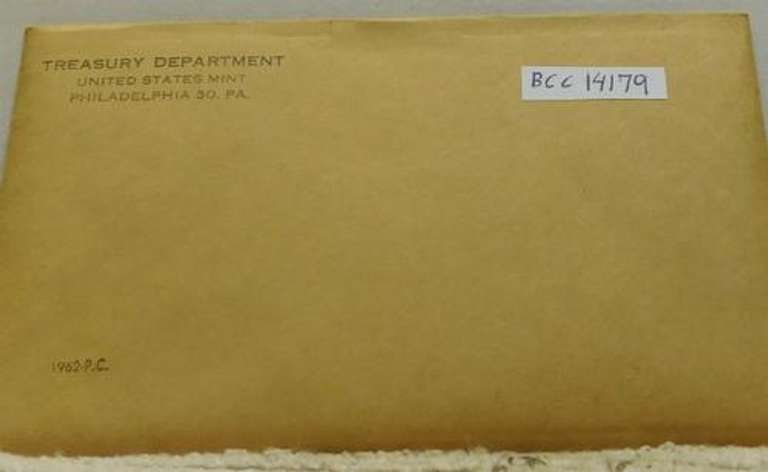 TREASURY DEPARTMENT
UNITED STATES MINT
PHILADELPHIA 30. PA.
BCC 14179
1962-P.C.